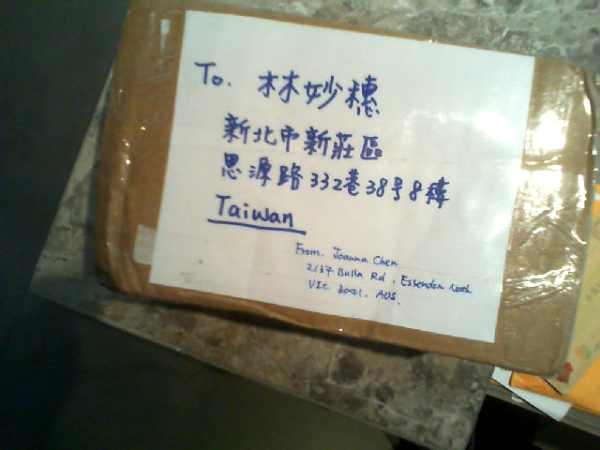 To. 林妙穗
新北市新莊區
思源路332巷38号8樓
Taiwan
From. Joanna Chen
2/37 Bulla Rd, Essendon North
VIC 3041, AUS.